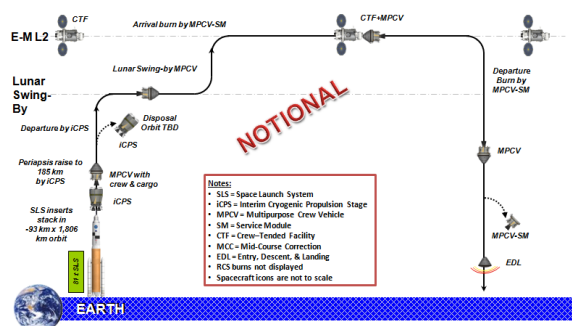 CTF
Arrival burn by MPCV-SM
CTF+MPCV
E-M L2
Lunar Swing-by MPCV
Departure
Burn by
MPCV-SM
Lunar
Swing-
By
Disposal
Orbit TBD
NOTIONAL
Departure by iCPS
iCPS
MPCV
Periapsis raise to
185 km
by iCPS
MPCV with
crew & cargo
iCPS
SLS inserts
stack in
-93 km x 1,806
km orbit
Notes:
• SLS = Space Launch System
• iCPS = Interim Cryogenic Propulsion Stage
• MPCV = Multipurpose Crew Vehicle
• SM = Service Module
• CTF = Crew–Tended Facility
• MCC = Mid-Course Correction
• EDL = Entry, Descent, & Landing
• RCS burns not displayed
• Spacecraft icons are not to scale
MPCV-SM
EDL
81 t SLS
EARTH